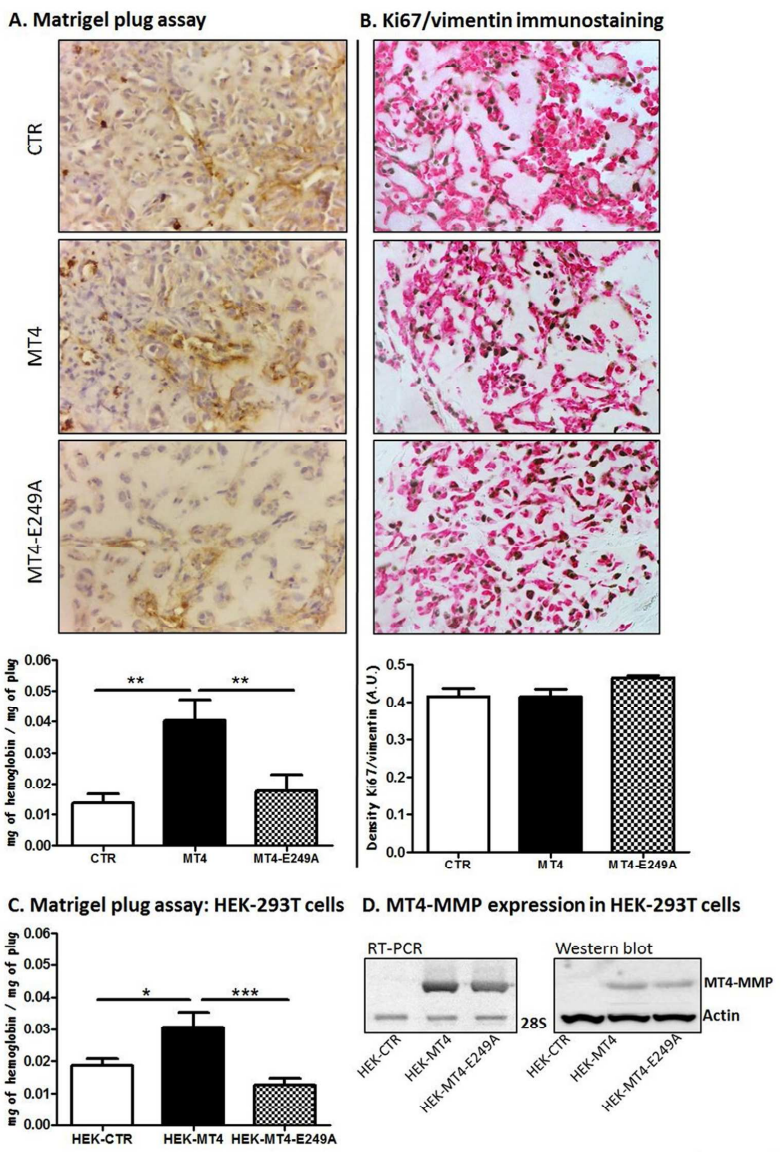 A. Matrigel plug assay
B. Ki67/vimentin immunostaining
CTR
MT4
MT4-E249A
mg of hemoglobin / mg of plug
0.06
0.05
0.04
0.03
0.02
0.01
0.00
** **
CTR MT4 MT4-E249A
Density Ki67/vimentin (A.U.)
0.5
0.4
0.3
0.2
0.1
0.0
CTR MT4 MT4-E249A
C. Matrigel plug assay: HEK-293T cells
mg of hemoglobin / mg of plug
0.06
0.05
0.04
0.03
0.02
0.01
0.00
* ***
HEK-CTR HEK-MT4 HEK-MT4-E249A
D. MT4-MMP expression in HEK-293T cells
RT-PCR
28S
HEK-CTR
HEK-MT4
HEK-MT4-E249A
Western blot
MT4-MMP
Actin
HEK-CTR
HEK-MT4
HEK-MT4-E249A